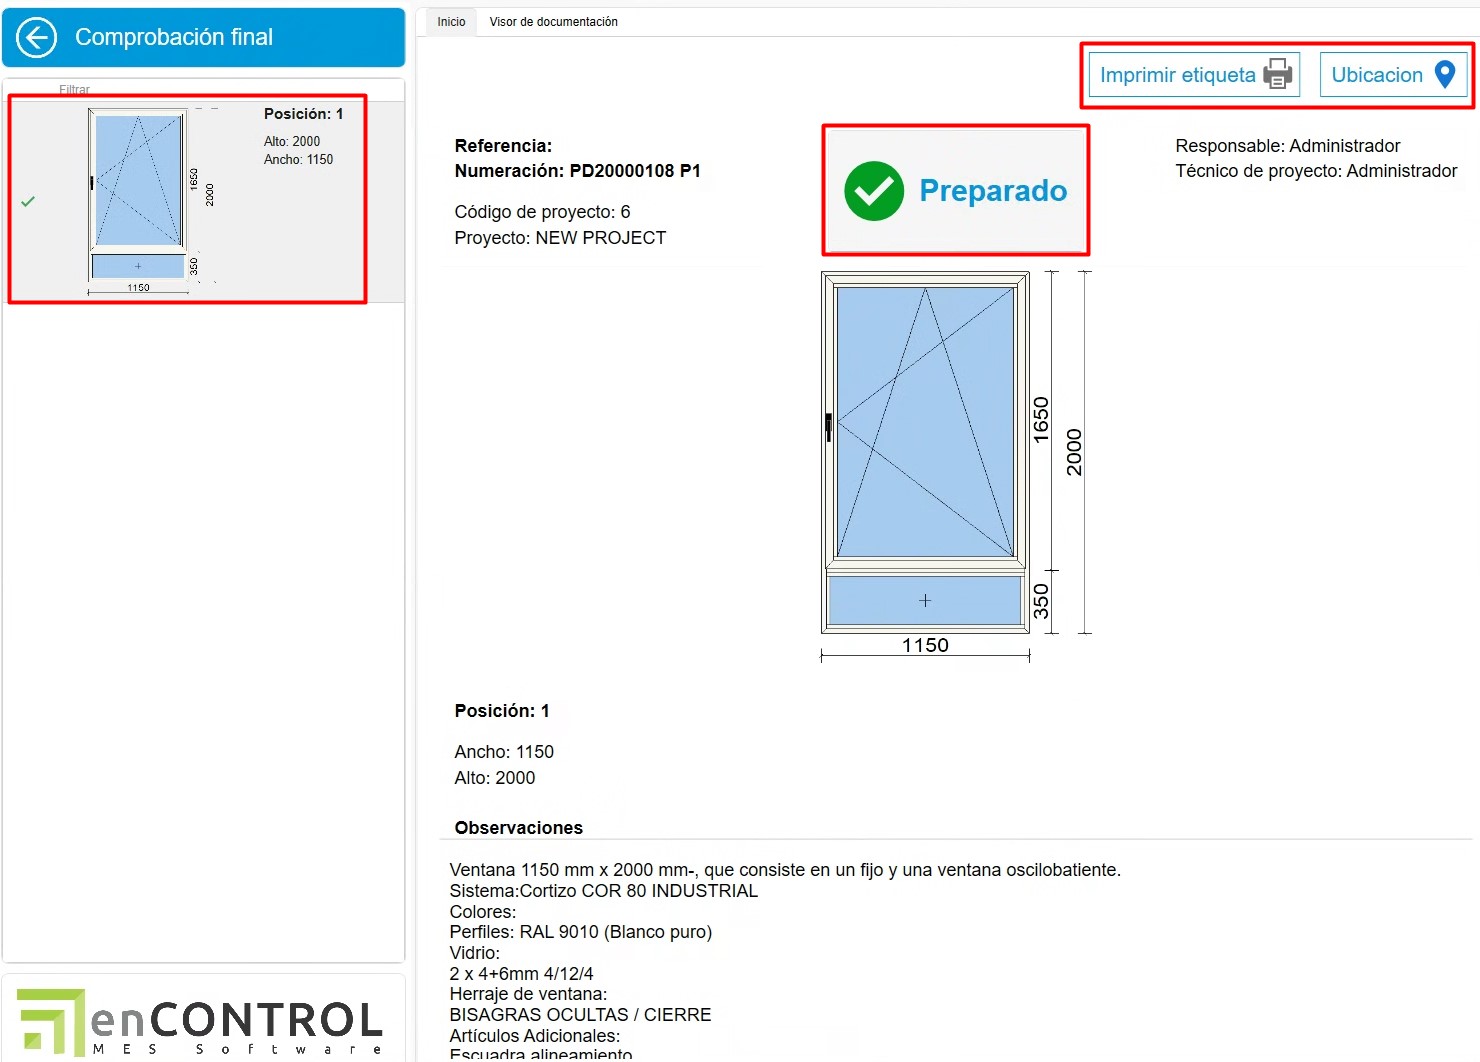 Comprobación final
Filtrar
Posición: 1
Alto: 2000
Ancho: 1150
1650
2000
350
1150
enCONTROL
MES Software
Inicio
Visor de documentación
Imprimir etiqueta
Ubicacion
Referencia:
Numeración: PD20000108 P1
Código de proyecto: 6
Proyecto: NEW PROJECT
Preparado
Responsable: Administrador
Técnico de proyecto: Administrador
1650
2000
350
1150
Posición: 1
Ancho: 1150
Alto: 2000
Observaciones
Ventana 1150 mm x 2000 mm-, que consiste en un fijo y una ventana oscilobatiente.
Sistema:Cortizo COR 80 INDUSTRIAL
Colores:
Perfiles: RAL 9010 (Blanco puro)
Vidrio:
2 x 4+6mm 4/12/4
Herraje de ventana:
BISAGRAS OCULTAS / CIERRE
Artículos Adicionales:
Escuadra alineamiento